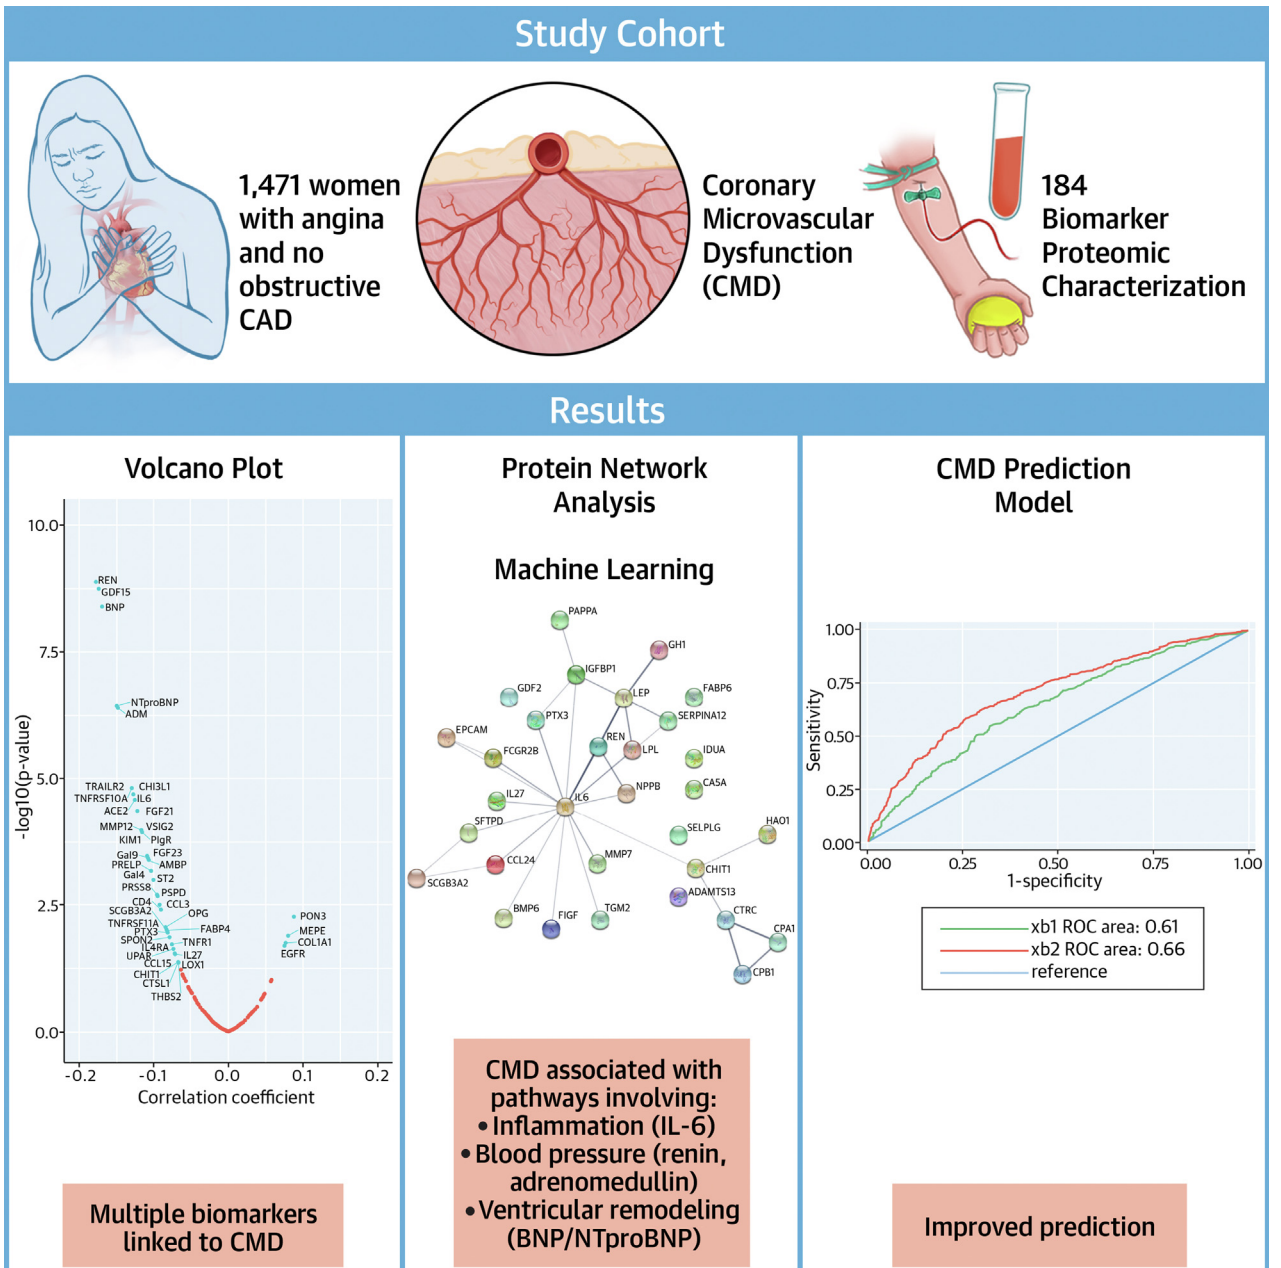 Study Cohort
1,471 women
with angina
and no
obstructive
CAD
Coronary
Microvascular
Dysfunction
(CMD)
184
Biomarker
Proteomic
Characterization
Results
Volcano Plot
-log10(p-value)
10.0
7.5
5.0
2.5
0.0
REN
GDF15
BNP
NTproBNP
ADM
TRAILR2 CHI3L1
TNFRSF10A IL6
ACE2 FGF21
MMP12 VSIG2
KIM1 PIgR
Gal9 FGF23
PRELP AMBP
Gal4 ST2
PRSS8 PSPD
CD4 CCL3
SCGB3A2 OPG
TNFRSF11A FABP4
PTX3
SPON2 TNFR1
IL4RA
UPAR IL27
CCL15 LOX1
CHIT1
CTSL1
THBS2
PON3
MEPE
COL1A1
EGFR
-0.2 -0.1 0.0 0.1 0.2
Correlation coefficient
Multiple biomarkers
linked to CMD
Protein Network
Analysis
Machine Learning
PAPPA
GH1
IGFBP1
GDF2
LEP
FABP6
PTX3
SERPINA12
EPCAM
REN
FCGR2B
LPL
IDUA
IL27
IL6
NPPB
CA5A
SFTPD
SELPLG
HAO1
CCL24
MMP7
CHIT1
SCGB3A2
ADAMTS13
BMP6
FIGF
TGM2
CTRC
CPA1
CPB1
CMD associated with
pathways involving:
• Inflammation (IL-6)
• Blood pressure (renin,
adrenomedullin)
• Ventricular remodeling
(BNP/NTproBNP)
CMD Prediction
Model
Sensitivity
1.00
0.75
0.50
0.25
0.00
0.00 0.25 0.50 0.75 1.00
1-specificity
xb1 ROC area: 0.61
xb2 ROC area: 0.66
reference
Improved prediction